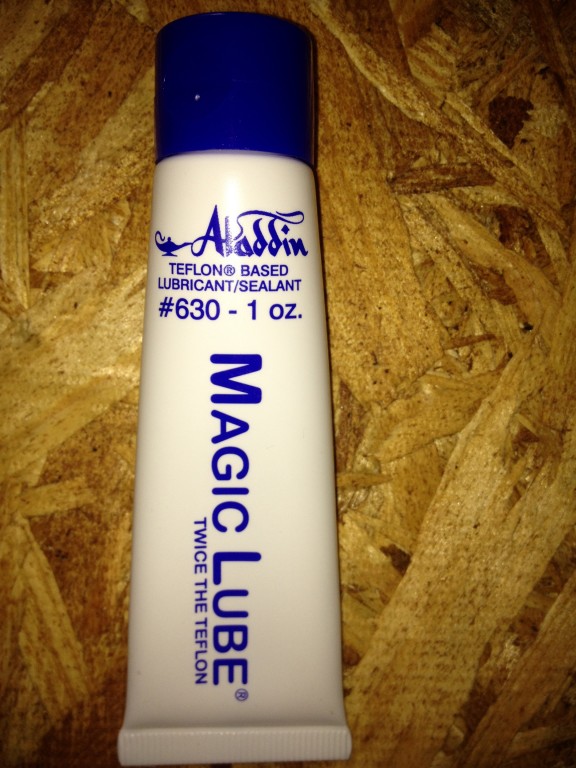 Aladdin
TEFLON® BASED
LUBRICANT/SEALANT
#630 - 1 oz.
MAGIC LUBE®
TWICE THE TEFLON